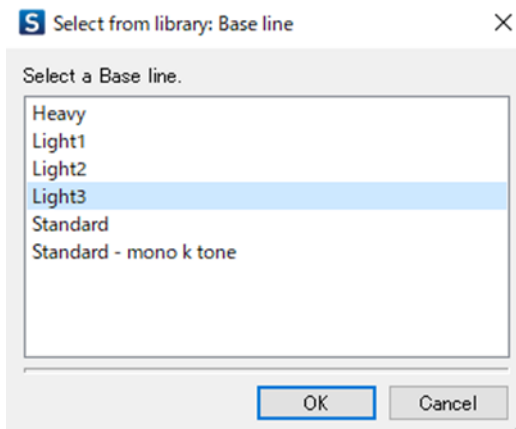 S Select from library: Base line
Select a Base line.
Heavy
Light1
Light2
Light3
Standard
Standard - mono k tone
OK Cancel